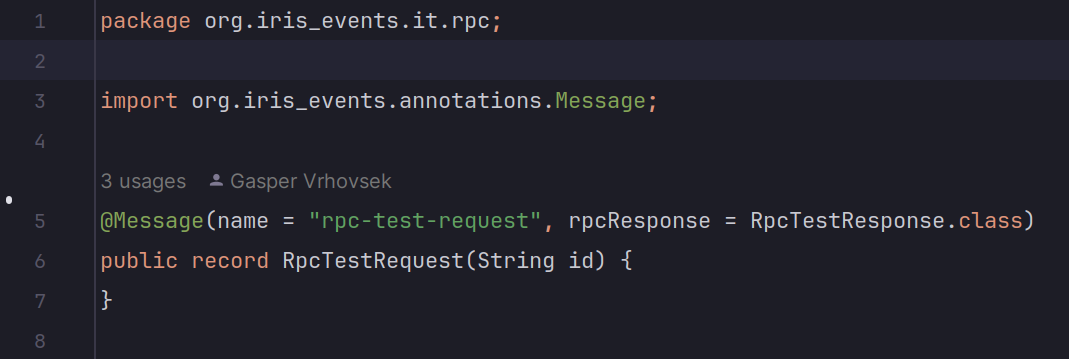 1 package org.iris_events.it.rpc;
2
3 import org.iris_events.annotations.Message;
4
3 usages Gasper Vrhovsek
5 @Message(name = "rpc-test-request", rpcResponse = RpcTestResponse.class)
6 public record RpcTestRequest(String id) {
7 }
8